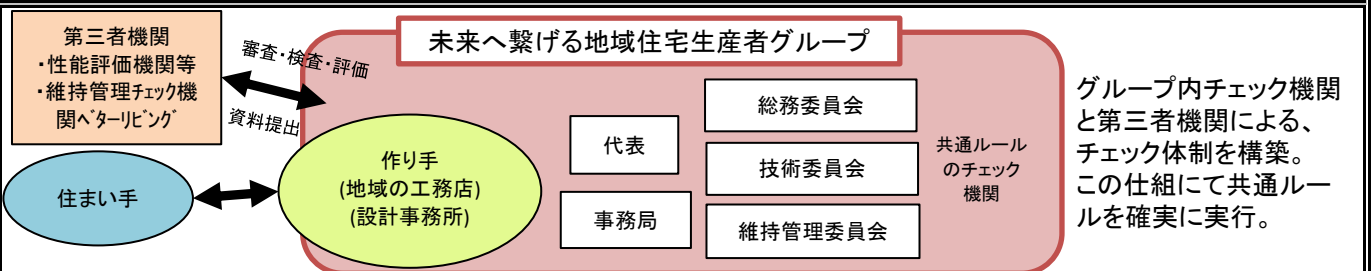 第三者機関
・性能評価機関等
・維持管理チェック機
関ベターリビング
審査・検査・評価
資料提出
住まい手
未来へ繋げる地域住宅生産者グループ
作り手
(地域の工務店)
(設計事務所)
代表
事務局
総務委員会
技術委員会
維持管理委員会
共通ルール
のチェック
機関
グループ内チェック機関
と第三者機関による、
チェック体制を構築。
この仕組にて共通ルー
ルを確実に実行。